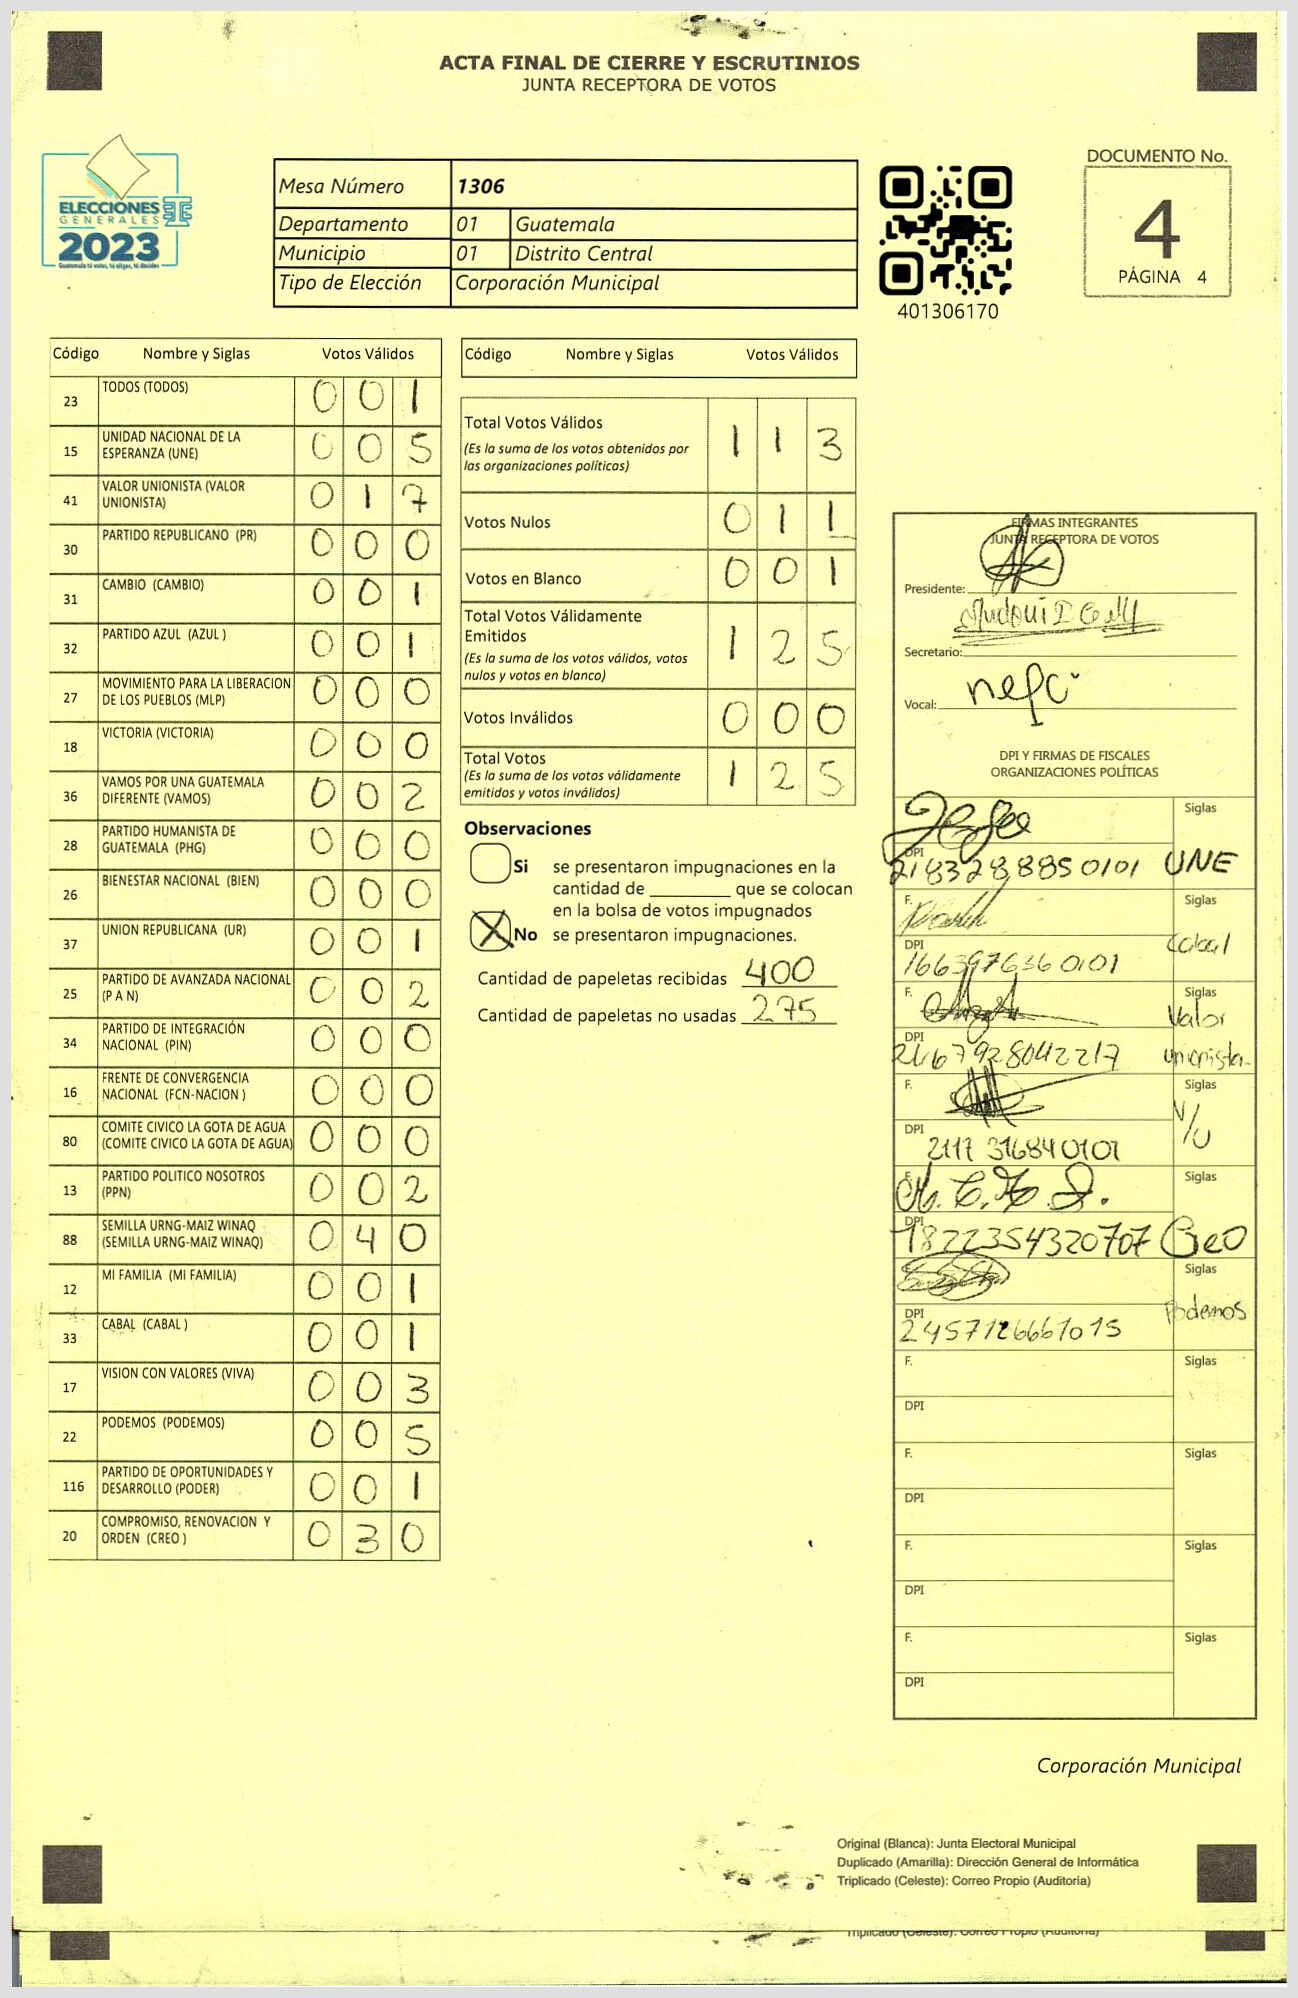 ACTA FINAL DE CIERRE Y ESCRUTINIOS
JUNTA RECEPTORA DE VOTOS
ELECCIONES
GENERALES
2023
Guatemala tú votas, tú eliges, tú decides
Mesa Número 1306
Departamento 01 Guatemala
Municipio 01 Distrito Central
Tipo de Elección Corporación Municipal
401306170
DOCUMENTO No.
4
PÁGINA 4
Código Nombre y Siglas Votos Válidos
23 TODOS (TODOS) 0 0 1
15 UNIDAD NACIONAL DE LA
ESPERANZA (UNE) 0 0 5
41 VALOR UNIONISTA (VALOR
UNIONISTA) 0 1 7
30 PARTIDO REPUBLICANO (PR) 0 0 0
31 CAMBIO (CAMBIO) 0 0 1
32 PARTIDO AZUL (AZUL ) 0 0 1
27 MOVIMIENTO PARA LA LIBERACION
DE LOS PUEBLOS (MLP) 0 0 0
18 VICTORIA (VICTORIA) 0 0 0
36 VAMOS POR UNA GUATEMALA
DIFERENTE (VAMOS) 0 0 2
28 PARTIDO HUMANISTA DE
GUATEMALA (PHG) 0 0 0
26 BIENESTAR NACIONAL (BIEN) 0 0 0
37 UNION REPUBLICANA (UR) 0 0 1
25 PARTIDO DE AVANZADA NACIONAL
(P A N) 0 0 2
34 PARTIDO DE INTEGRACIÓN
NACIONAL (PIN) 0 0 0
16 FRENTE DE CONVERGENCIA
NACIONAL (FCN-NACION ) 0 0 0
80 COMITE CIVICO LA GOTA DE AGUA
(COMITE CIVICO LA GOTA DE AGUA) 0 0 0
13 PARTIDO POLITICO NOSOTROS
(PPN) 0 0 2
88 SEMILLA URNG-MAIZ WINAQ
(SEMILLA URNG-MAIZ WINAQ) 0 4 0
12 MI FAMILIA (MI FAMILIA) 0 0 1
33 CABAL (CABAL ) 0 0 1
17 VISION CON VALORES (VIVA) 0 0 3
22 PODEMOS (PODEMOS) 0 0 5
116 PARTIDO DE OPORTUNIDADES Y
DESARROLLO (PODER) 0 0 1
20 COMPROMISO, RENOVACION Y
ORDEN (CREO ) 0 3 0
Código Nombre y Siglas Votos Válidos
Total Votos Válidos 1 1 3
(Es la suma de los votos obtenidos por
las organizaciones políticas)
Votos Nulos 0 1 1
Votos en Blanco 0 0 1
Total Votos Válidamente
Emitidos 1 2 5
(Es la suma de los votos válidos, votos
nulos y votos en blanco)
Votos Inválidos 0 0 0
Total Votos 1 2 5
(Es la suma de los votos válidamente
emitidos y votos inválidos)
Observaciones
Si se presentaron impugnaciones en la
cantidad de ________ que se colocan
en la bolsa de votos impugnados
X No se presentaron impugnaciones.
Cantidad de papeletas recibidas 400
Cantidad de papeletas no usadas 275
FIRMAS INTEGRANTES
JUNTA RECEPTORA DE VOTOS
Presidente:
Secretario:
Vocal:
DPI Y FIRMAS DE FISCALES
ORGANIZACIONES POLÍTICAS
Siglas
DPI
2183288850101 UNE
F. Siglas
DPI Cabal
1663976360101
F. Siglas
Valor
DPI
2467928042217 unionista
F. Siglas
V/U
DPI
2117 316840101
F. Siglas
DPI
1822354320707 CreO
Siglas
DPI Podemos
2457126661015
F. Siglas
DPI
F. Siglas
DPI
F. Siglas
DPI
F. Siglas
DPI
Corporación Municipal
Original (Blanca): Junta Electoral Municipal
Duplicado (Amarilla): Dirección General de Informática
Triplicado (Celeste): Correo Propio (Auditoria)
Triplicado (Celeste): Correo Propio (Auditoria)